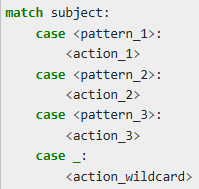 match subject:
    case <pattern_1>:
        <action_1>
    case <pattern_2>:
        <action_2>
    case <pattern_3>:
        <action_3>
    case _:
        <action_wildcard>